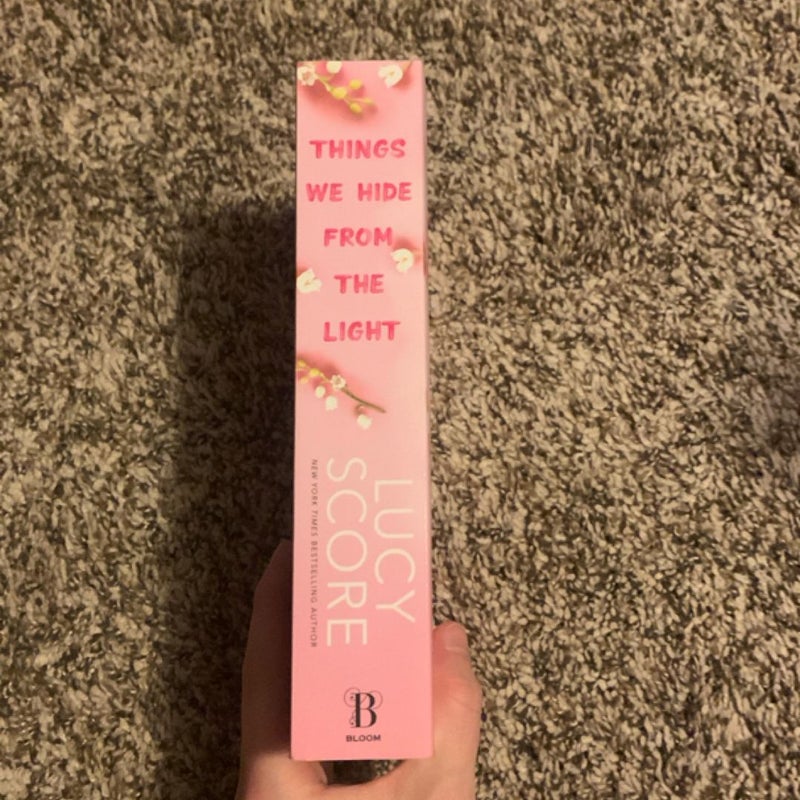 THINGS
WE HIDE
FROM
THE
LIGHT
LUCY
SCORE
NEW YORK TIMES BESTSELLING AUTHOR
B
BLOOM